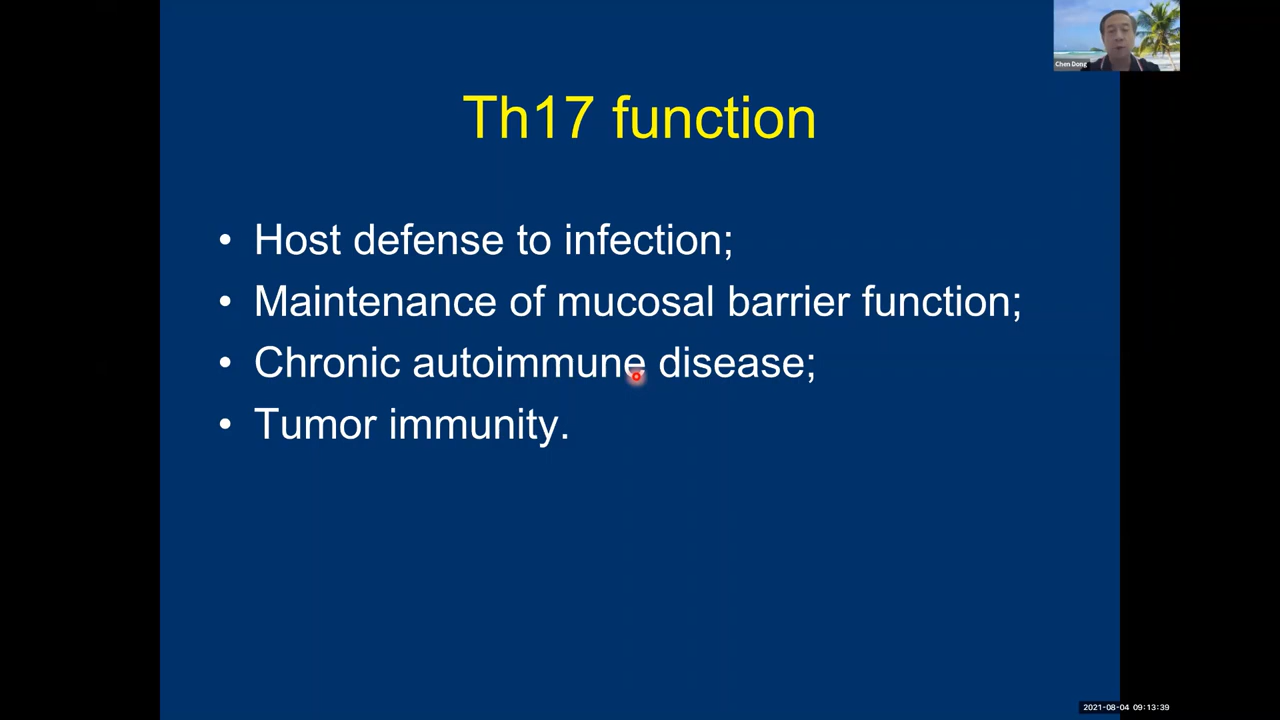 Chen Dong
Th17 function
• Host defense to infection;
• Maintenance of mucosal barrier function;
• Chronic autoimmune disease;
• Tumor immunity.
2021-08-04 09:13:39